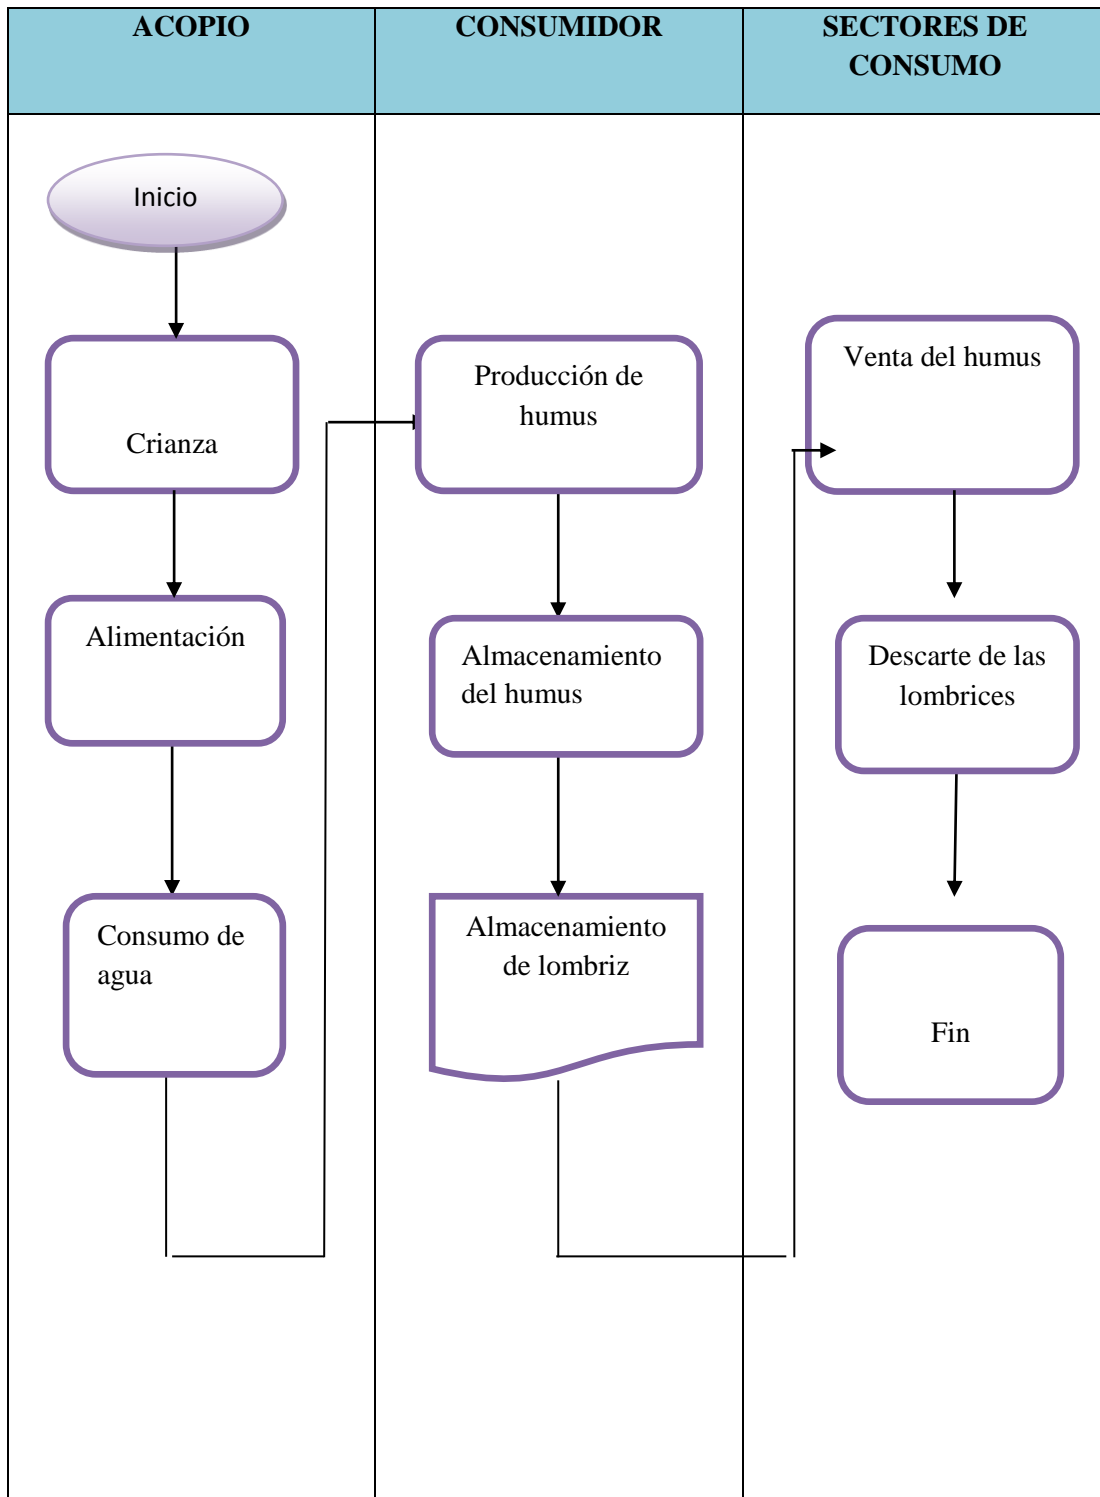 ACOPIO
CONSUMIDOR
SECTORES DE
CONSUMO
Inicio
Crianza
Alimentación
Consumo de
agua
Producción de
humus
Almacenamiento
del humus
Almacenamiento
de lombriz
Venta del humus
Descarte de las
lombrices
Fin